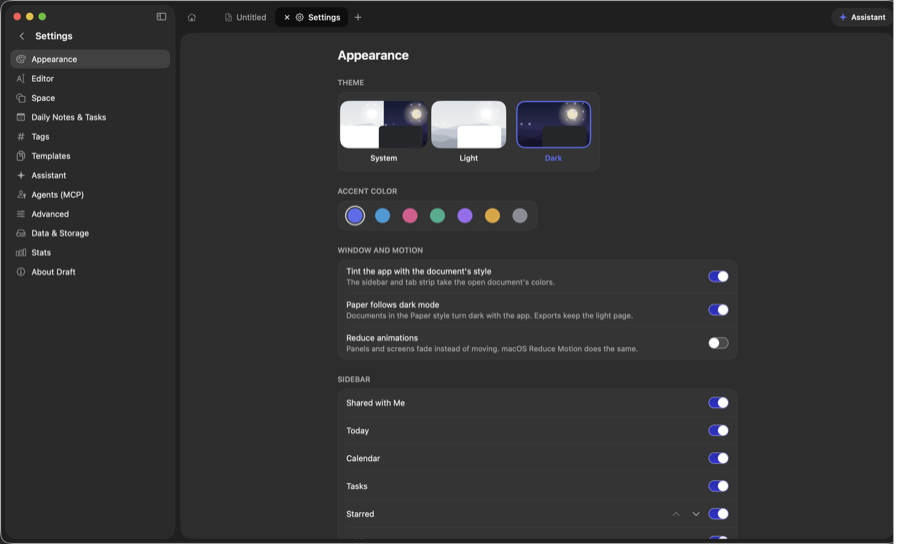 Untitled
Settings
Assistant
Settings
Appearance
Editor
Space
Daily Notes & Tasks
Tags
Templates
Assistant
Agents (MCP)
Advanced
Data & Storage
Stats
About Draft
Appearance
THEME
System
Light
Dark
ACCENT COLOR
WINDOW AND MOTION
Tint the app with the document's style
The sidebar and tab strip take the open document's colors.
Paper follows dark mode
Documents in the Paper style turn dark with the app. Exports keep the light page.
Reduce animations
Panels and screens fade instead of moving. macOS Reduce Motion does the same.
SIDEBAR
Shared with Me
Today
Calendar
Tasks
Starred